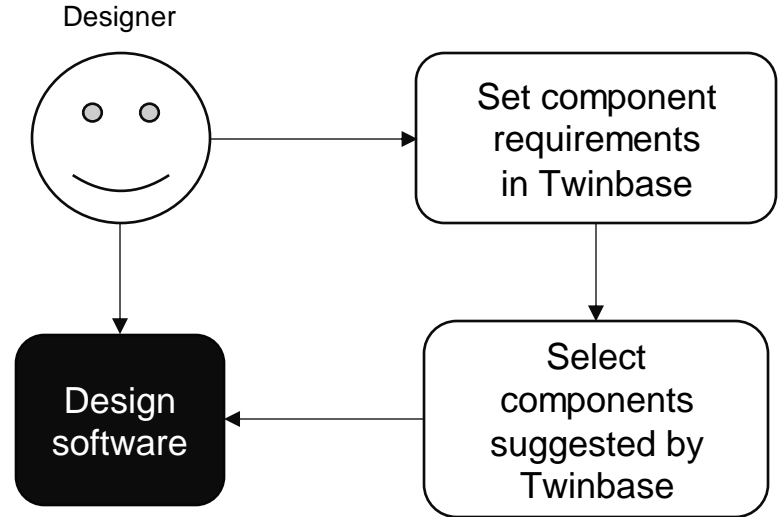 Designer
Set component
requirements
in Twinbase
Design
software
Select
components
suggested by
Twinbase